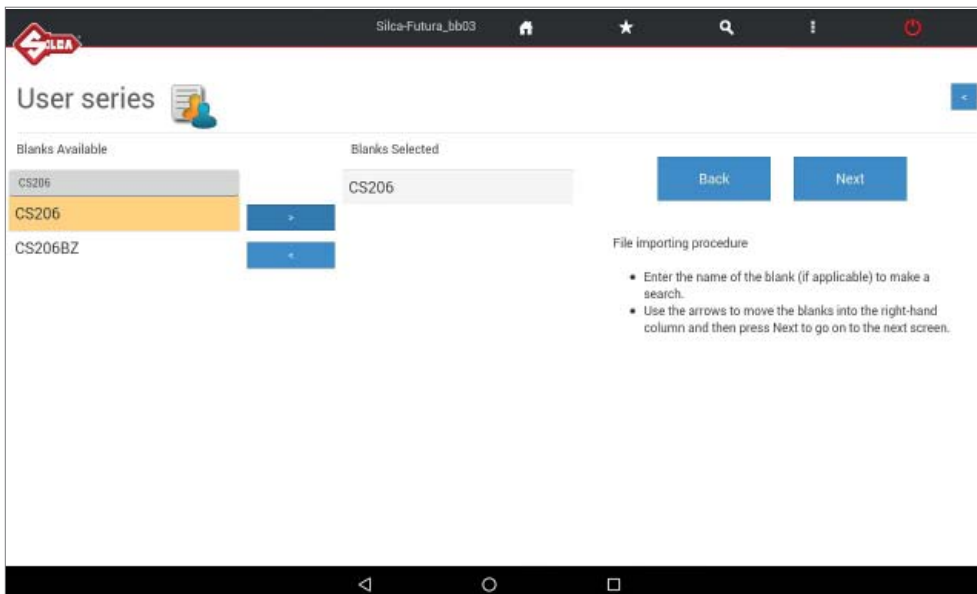 SILCA
Silca-Futura_bb03
User series
<
Blanks Available
Blanks Selected
CS206
CS206
CS206
CS206BZ
>
<
Back
Next
File importing procedure
• Enter the name of the blank (if applicable) to make a
search.
• Use the arrows to move the blanks into the right-hand
column and then press Next to go on to the next screen.